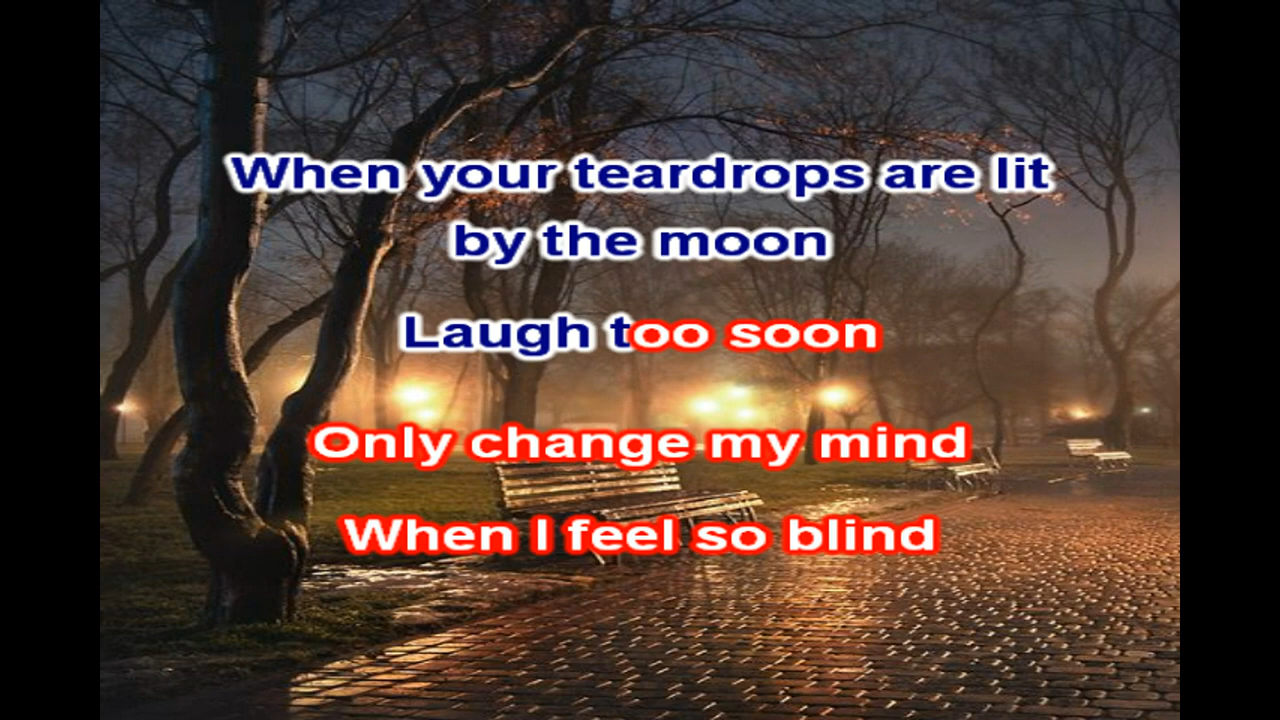 When your teardrops are lit
by the moon
Laugh too soon
Only change my mind
When I feel so blind